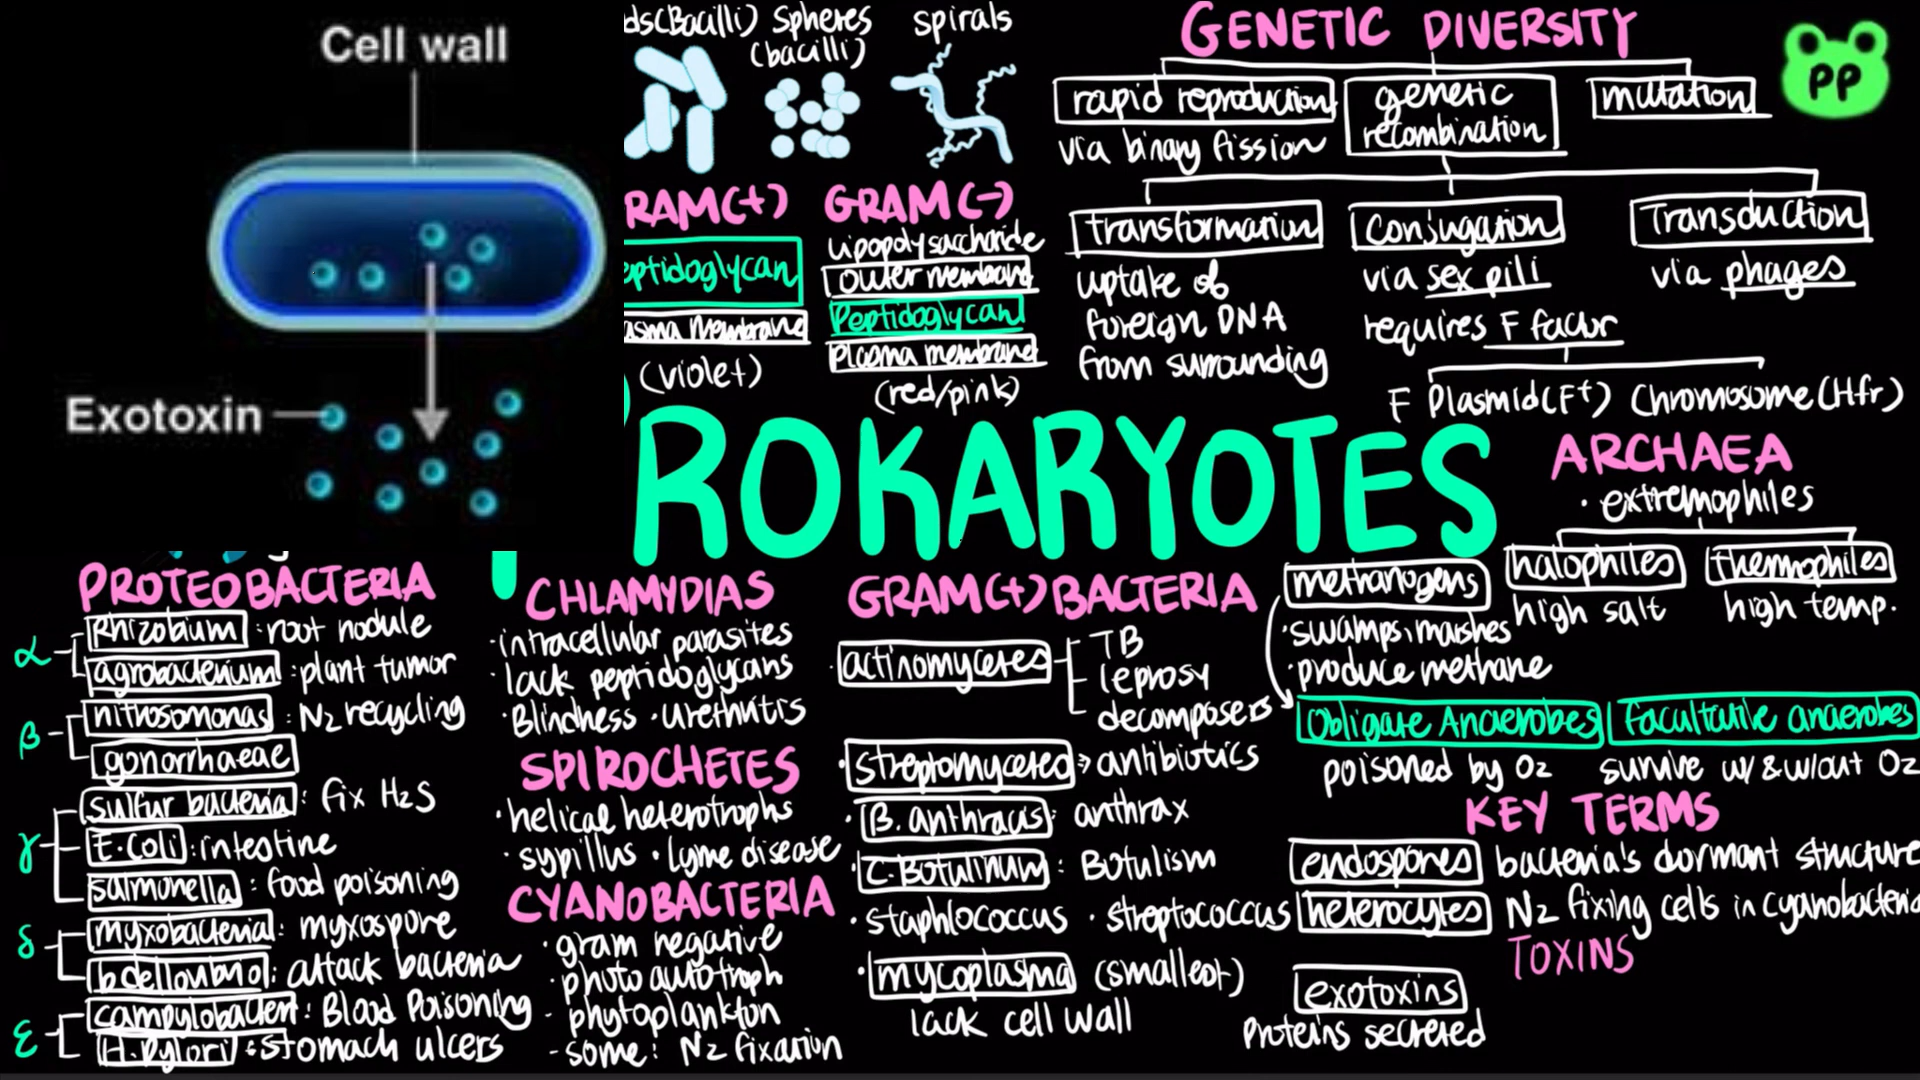 Cell wall
Exotoxin
ds(Bacilli)
Spheres
(bacilli)
spirals
RAM(+)
eptidoglycan
asma membrane
(violet)
GRAM(-)
Lipopolysaccharide
outer membrane
Peptidoglycan
Plasma membrane
(red/pink)
GENETIC DIVERSITY
rapid reproduction
via binary fission
genetic
recombination
mutation
transformation
uptake of
foreign DNA
from surrounding
Conjugation
via sex pili
requires F factor
F Plasmid(F+) Chromosome(Hfr)
Transduction
via phages
PP
ROKARYOTES
ARCHAEA
• extremophiles
methanogens
• swamps, marshes
• produce methane
halophiles
high salt
thermophiles
high temp.
Obligate Anaerobes
poisoned by O2
facultative anaerobes
survive w/ & w/out O2
PROTEOBACTERIA
α
Rhizobium : root nodule
agrobacterium : plant tumor
β
nitrosomonas : N2 recycling
gonorrhaeae
γ
sulfur bacteria : fix H2S
E.Coli : intestine
salmonella : food poisoning
δ
myxobacterial : myxospore
bdellovbrio : attack bacteria
ε
campylobacteri : Blood Poisoning
H.Pylori : stomach ulcers
CHLAMYDIAS
• intracellular parasites
• lack peptidoglycans
• Blindness • urethritis
SPIROCHETES
• helical heterotrophs
• sypillus • Lyme disease
CYANOBACTERIA
• gram negative
• photo autotroph
- phytoplankton
- some: N2 fixation
GRAM(+) BACTERIA
• actinomycetes
TB
leprosy
decomposers
• Streptomyceteo → antibiotics
• B. anthracis : anthrax
• C. Botulinum : Botulism
• staphlococcus • streptococcus
• mycoplasma (smallest)
lack cell wall
KEY TERMS
endospores bacteria's dormant structure
heterocytes N2 fixing cells in cyanobacteria
TOXINS
exotoxins
Proteins secreted